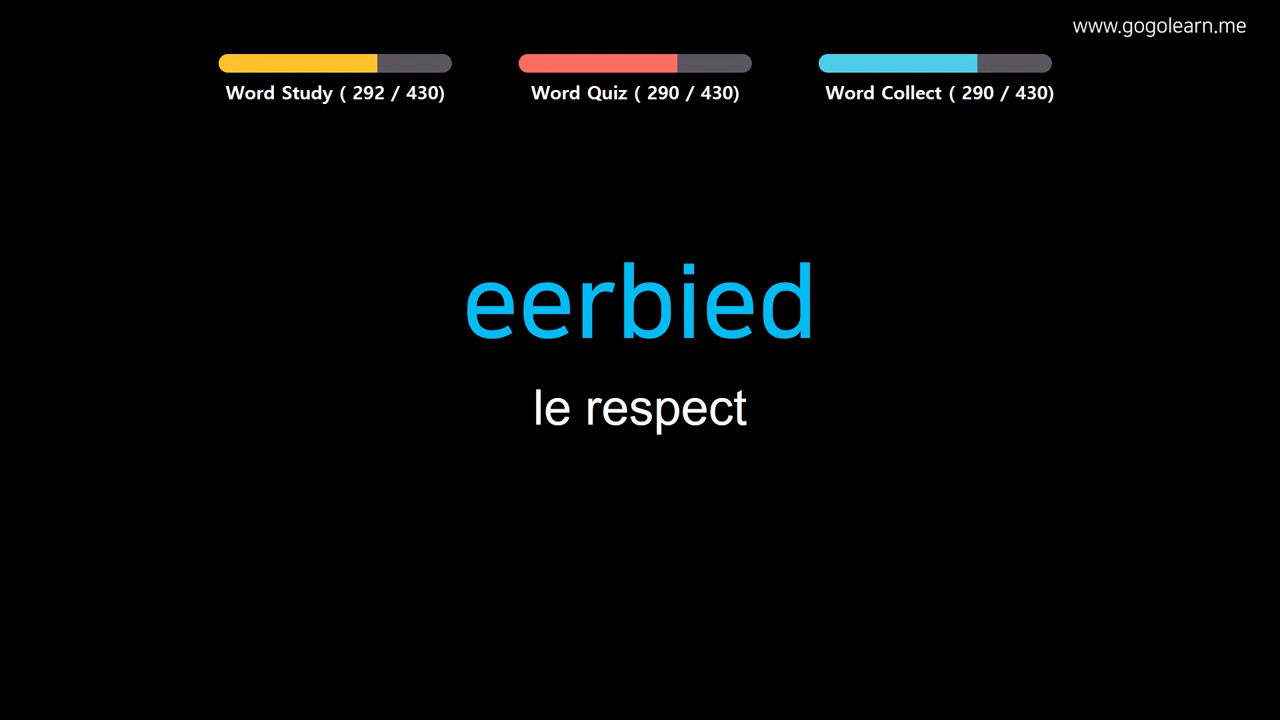 www.gogolearn.me
Word Study ( 292 / 430)
Word Quiz ( 290 / 430)
Word Collect ( 290 / 430)
eerbied
le respect